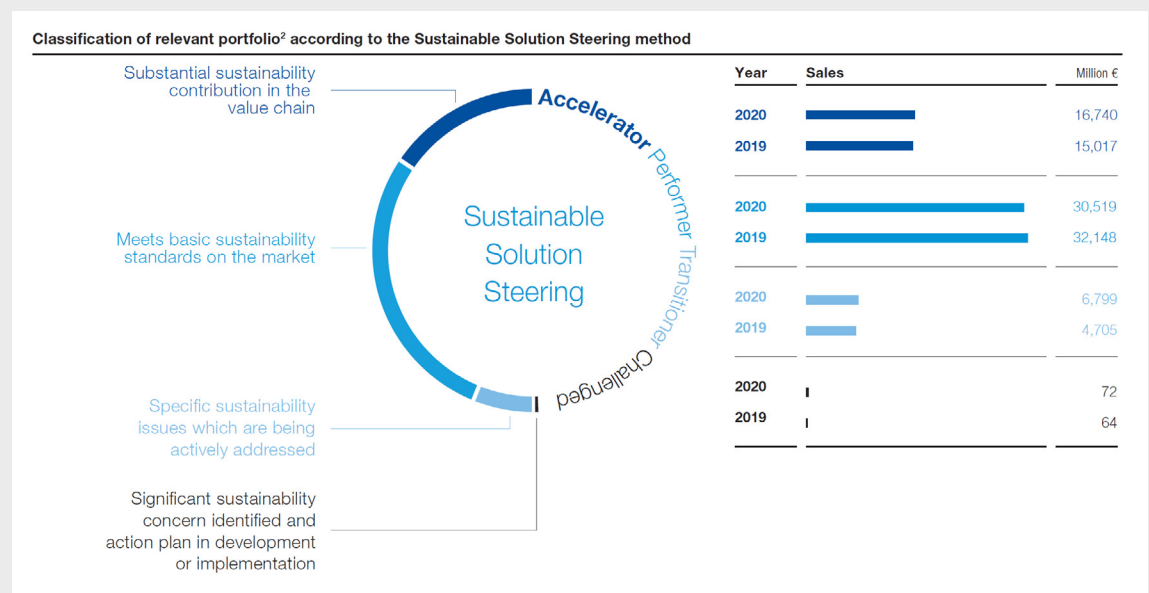 Classification of relevant portfolio² according to the Sustainable Solution Steering method
Substantial sustainability
contribution in the
value chain
Meets basic sustainability
standards on the market
Specific sustainability
issues which are being
actively addressed
Significant sustainability
concern identified and
action plan in development
or implementation
Sustainable
Solution
Steering
Accelerator Performer Transitioner Challenged
Year Sales Million €
2020 16,740
2019 15,017
2020 30,519
2019 32,148
2020 6,799
2019 4,705
2020 72
2019 64